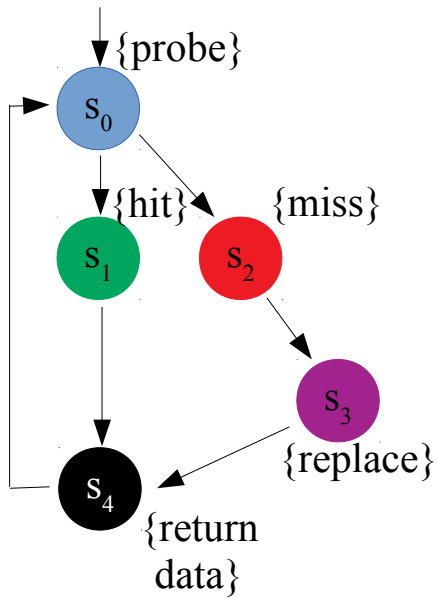 {probe}
s₀
{hit}
{miss}
s₁
s₂
s₃
{replace}
s₄
{return
data}